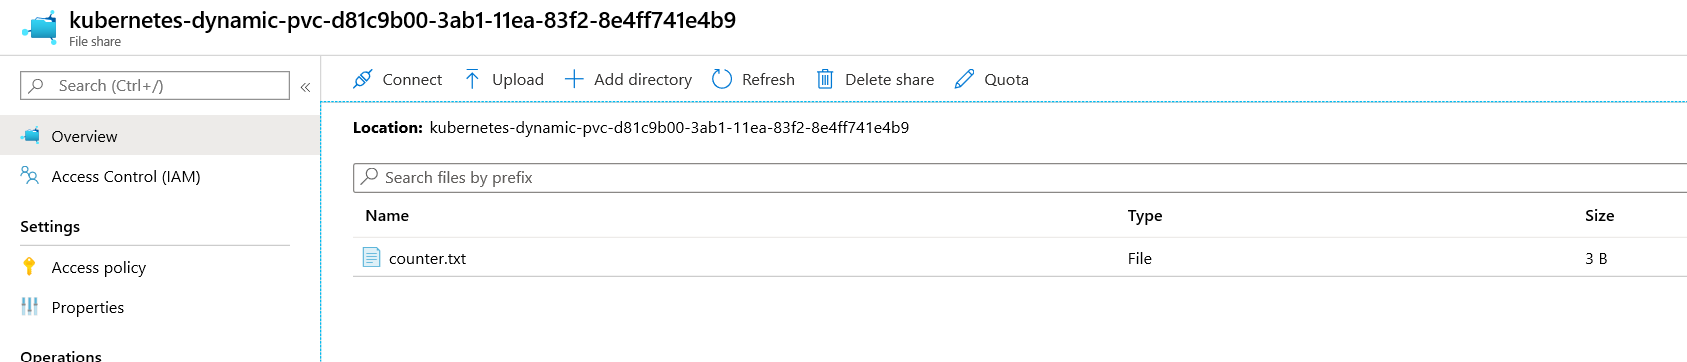 kubernetes-dynamic-pvc-d81c9b00-3ab1-11ea-83f2-8e4ff741e4b9
File share
Search (Ctrl+/)
«
Connect
Upload
Add directory
Refresh
Delete share
Quota
Overview
Access Control (IAM)
Settings
Access policy
Properties
Operations
Location: kubernetes-dynamic-pvc-d81c9b00-3ab1-11ea-83f2-8e4ff741e4b9
Search files by prefix
Name Type Size
counter.txt File 3 B